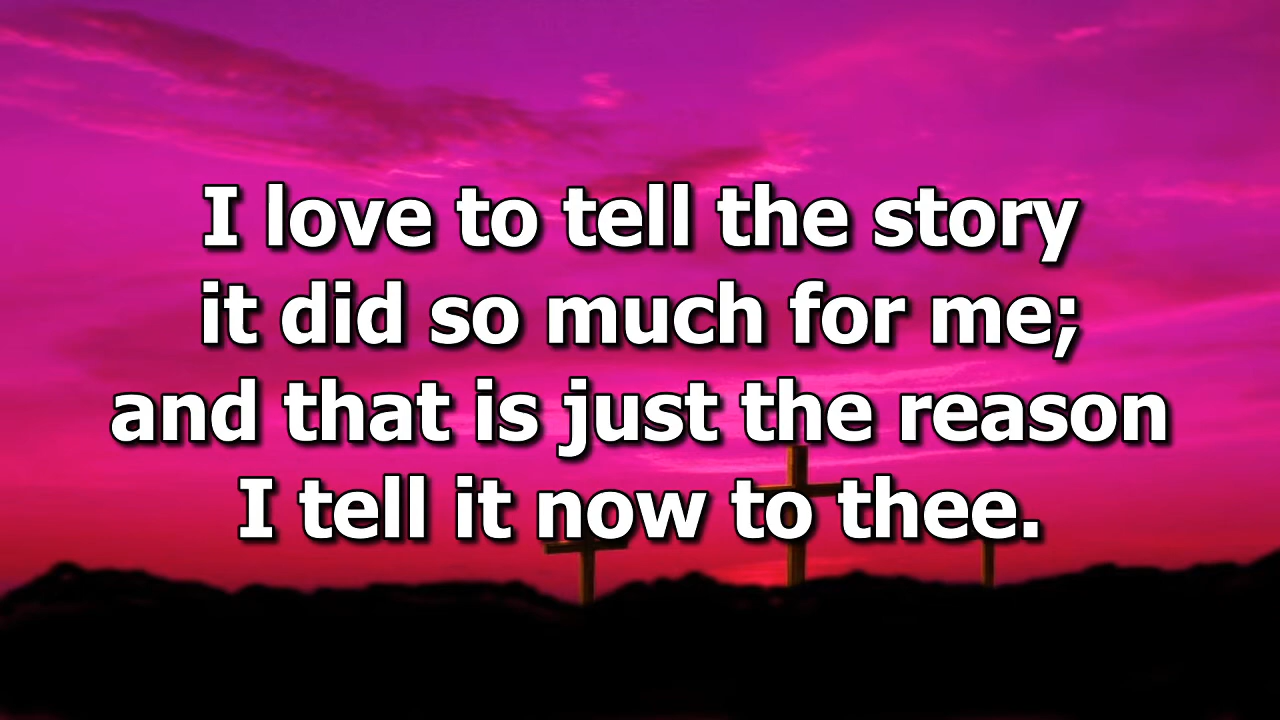 I love to tell the story
it did so much for me;
and that is just the reason
I tell it now to thee.